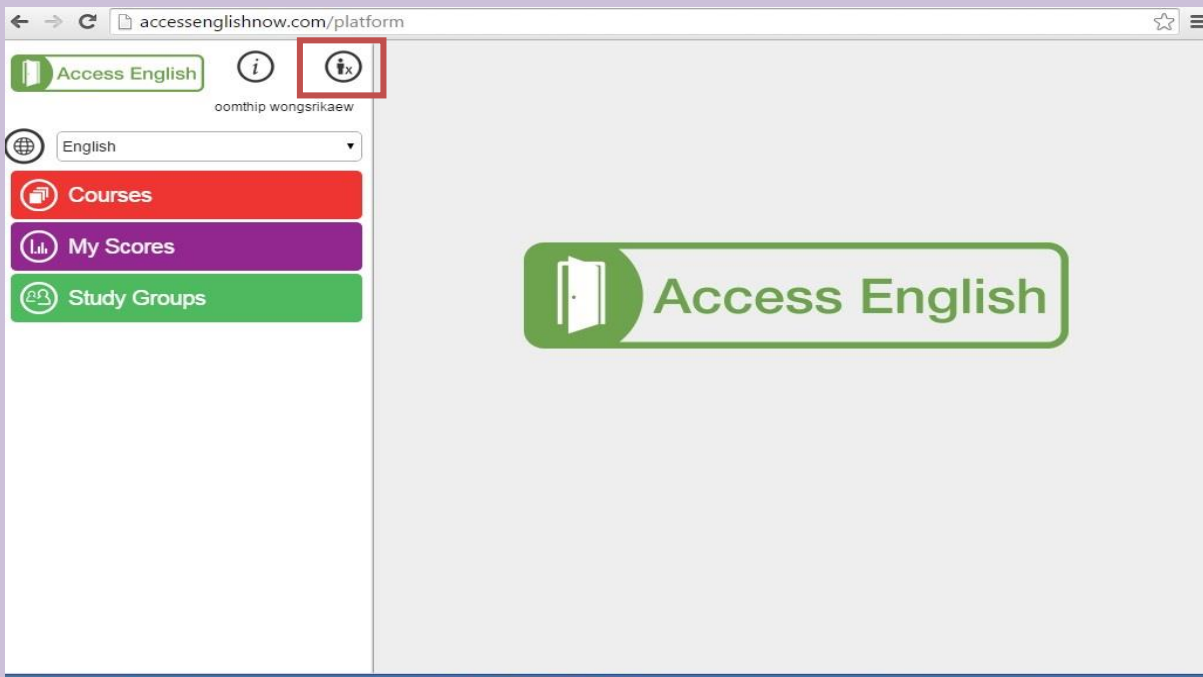 accessenglishnow.com/platform
Access English
i
x
oomthip wongsrikaew
English
Courses
My Scores
Study Groups
Access English